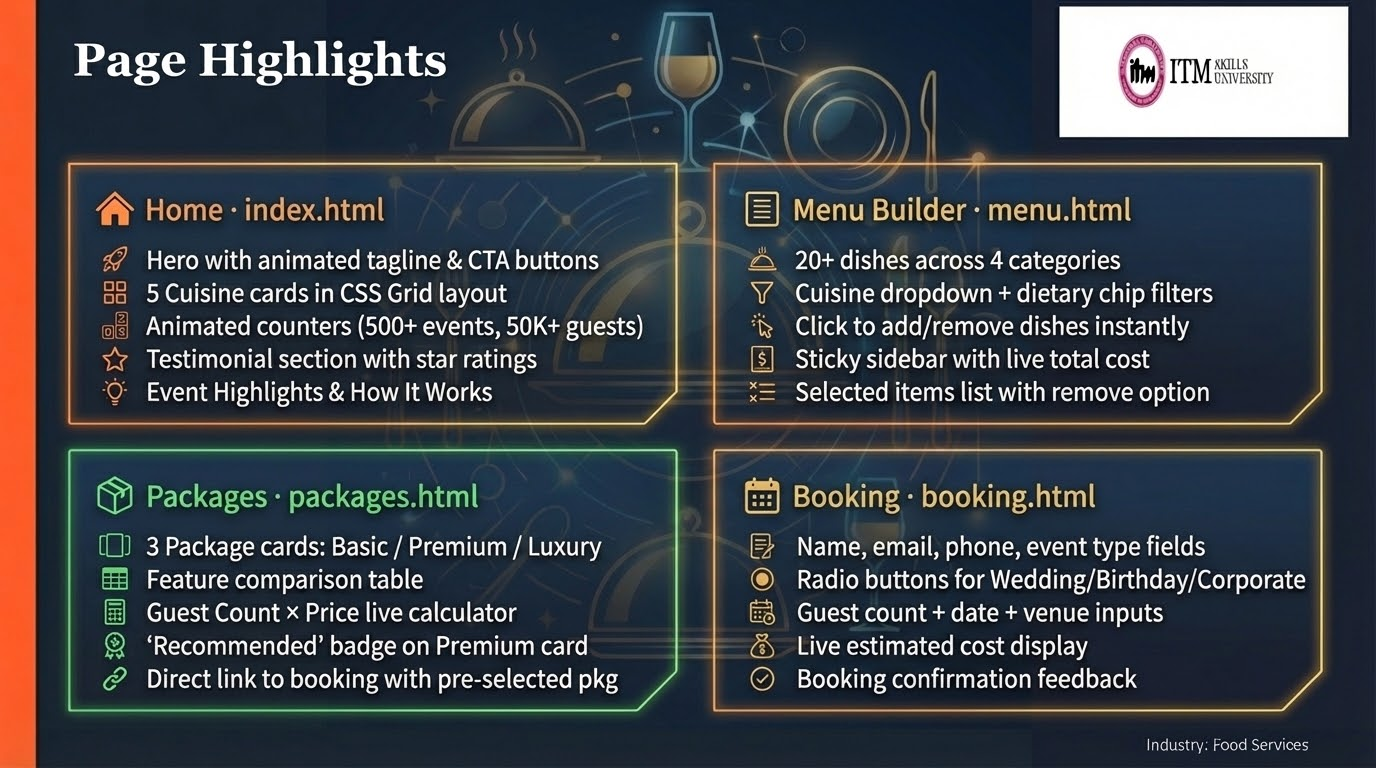 Page Highlights
itm
ITM SKILLS
UNIVERSITY
Home · index.html
Hero with animated tagline & CTA buttons
5 Cuisine cards in CSS Grid layout
Animated counters (500+ events, 50K+ guests)
Testimonial section with star ratings
Event Highlights & How It Works
Menu Builder · menu.html
20+ dishes across 4 categories
Cuisine dropdown + dietary chip filters
Click to add/remove dishes instantly
Sticky sidebar with live total cost
Selected items list with remove option
Packages · packages.html
3 Package cards: Basic / Premium / Luxury
Feature comparison table
Guest Count × Price live calculator
‘Recommended’ badge on Premium card
Direct link to booking with pre-selected pkg
Booking · booking.html
Name, email, phone, event type fields
Radio buttons for Wedding/Birthday/Corporate
Guest count + date + venue inputs
Live estimated cost display
Booking confirmation feedback
Industry: Food Services